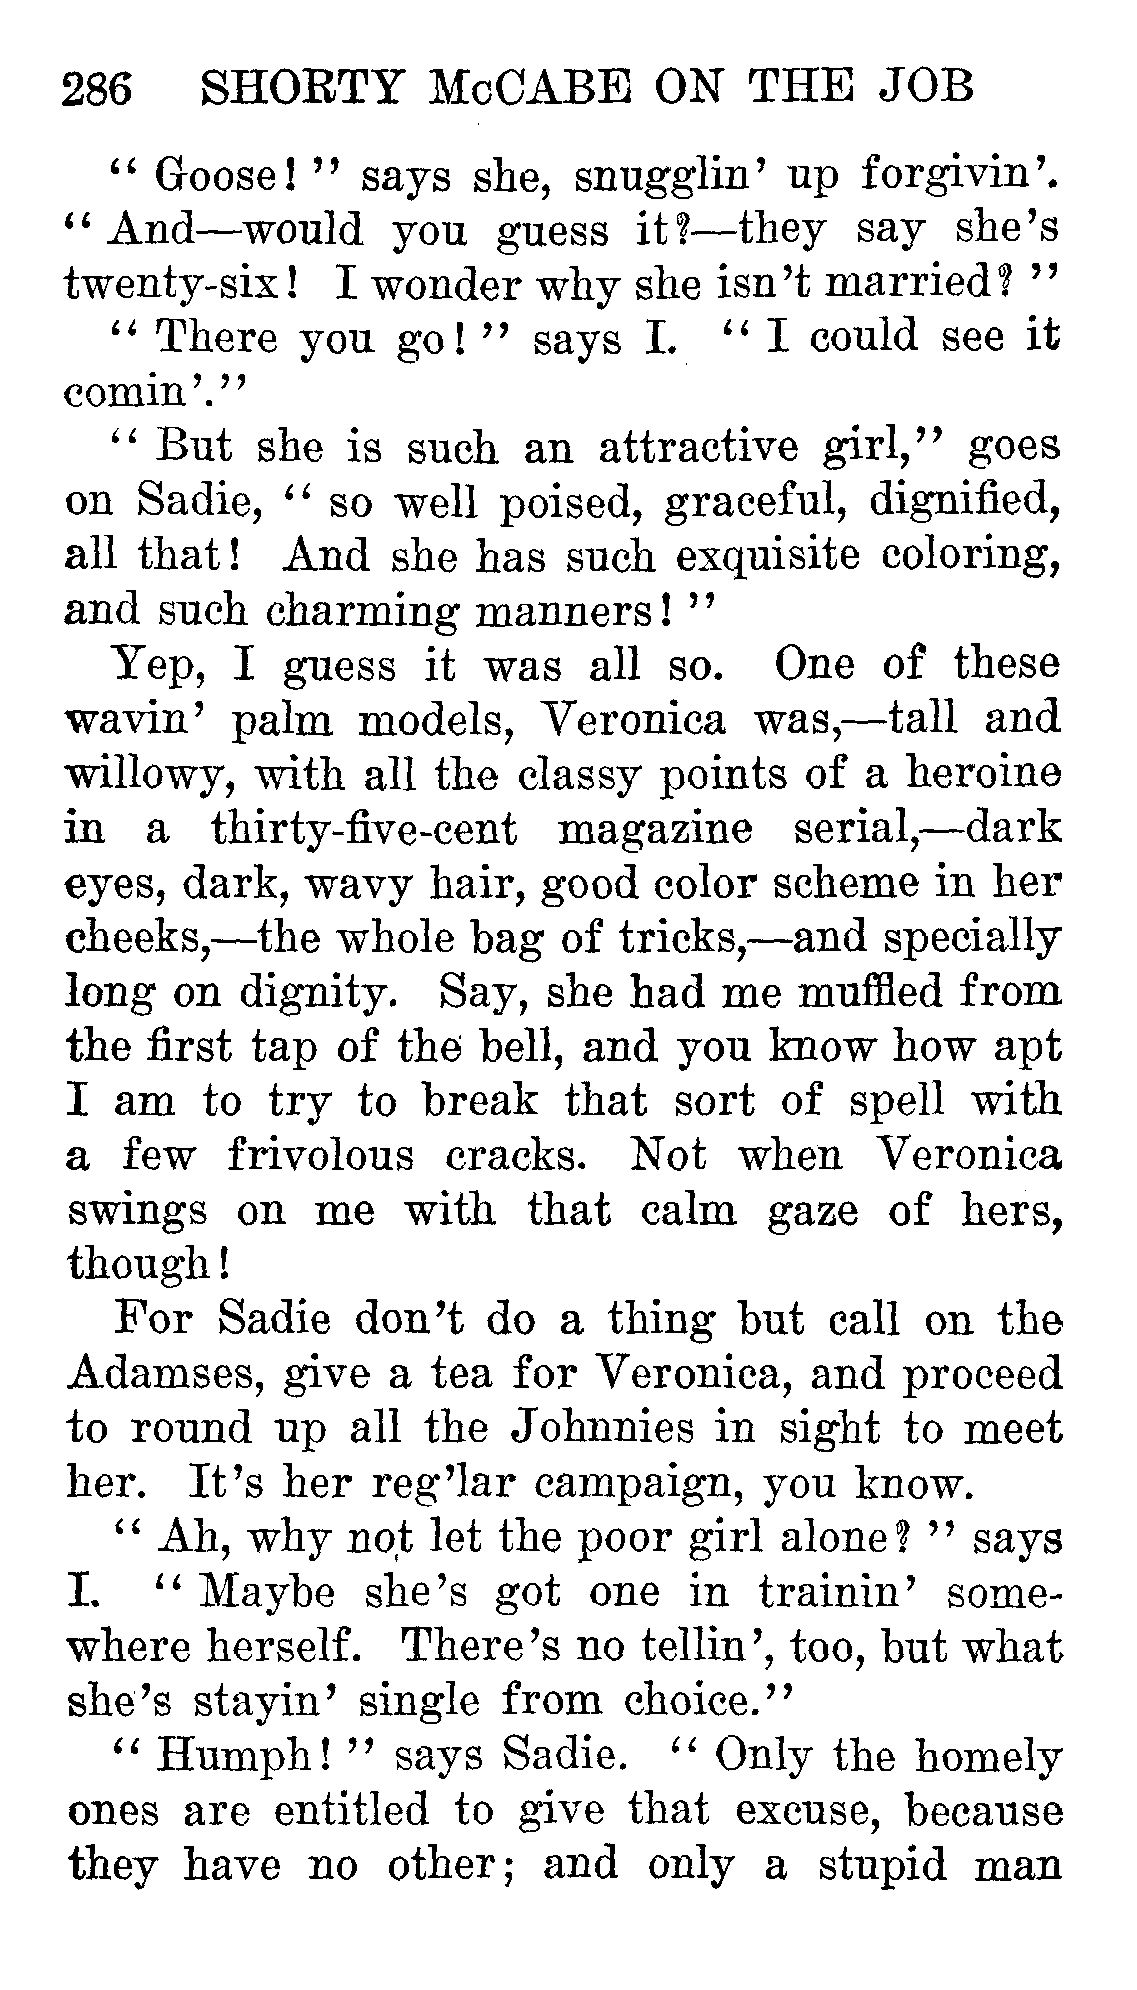 286 SHORTY McCABE ON THE JOB
“ Goose! ” says she, snugglin’ up forgivin’.
“ And—would you guess it?—they say she’s
twenty-six! I wonder why she isn’t married? ”
“ There you go! ” says I. “ I could see it
comin’.”
“ But she is such an attractive girl,” goes
on Sadie, “ so well poised, graceful, dignified,
all that! And she has such exquisite coloring,
and such charming manners! ”
Yep, I guess it was all so. One of these
wavin’ palm models, Veronica was,—tall and
willowy, with all the classy points of a heroine
in a thirty-five-cent magazine serial,—dark
eyes, dark, wavy hair, good color scheme in her
cheeks,—the whole bag of tricks,—and specially
long on dignity. Say, she had me muffled from
the first tap of the bell, and you know how apt
I am to try to break that sort of spell with
a few frivolous cracks. Not when Veronica
swings on me with that calm gaze of hers,
though!
For Sadie don’t do a thing but call on the
Adamses, give a tea for Veronica, and proceed
to round up all the Johnnies in sight to meet
her. It’s her reg’lar campaign, you know.
“ Ah, why not let the poor girl alone? ” says
I. “ Maybe she’s got one in trainin’ some-
where herself. There’s no tellin’, too, but what
she’s stayin’ single from choice.”
“ Humph! ” says Sadie. “ Only the homely
ones are entitled to give that excuse, because
they have no other; and only a stupid man